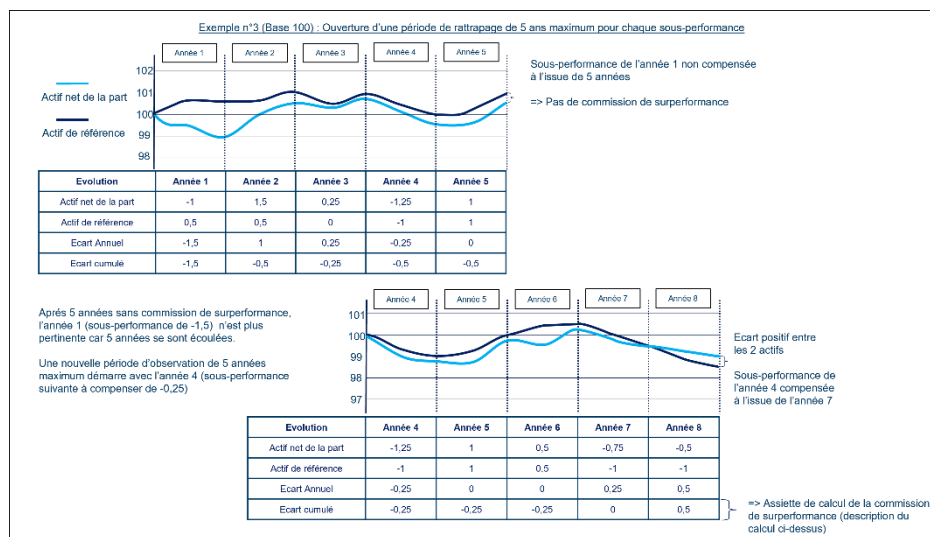 Exemple n°3 (Base 100) : Ouverture d'une période de rattrapage de 5 ans maximum pour chaque sous-performance
Année 1 Année 2 Année 3 Année 4 Année 5
102
101
100
99
98
Actif net de la part
Actif de référence
Sous-performance de l'année 1 non compensée
à l'issue de 5 années
=> Pas de commission de surperformance
Evolution Année 1 Année 2 Année 3 Année 4 Année 5
Actif net de la part -1 1,5 0,25 -1,25 1
Actif de référence 0,5 0,5 0 -1 1
Ecart Annuel -1,5 1 0,25 -0,25 0
Ecart cumulé -1,5 -0,5 -0,25 -0,5 -0,5
Aprés 5 années sans commission de surperformance,
l'année 1 (sous-performance de -1,5) n'est plus
pertinente car 5 années se sont écoulées.
Une nouvelle période d'observation de 5 années
maximum démarre avec l'année 4 (sous-performance
suivante à compenser de -0,25)
Année 4 Année 5 Année 6 Année 7 Année 8
101
100
99
98
97
Ecart positif entre
les 2 actifs
Sous-performance de
l'année 4 compensée
à l'issue de l'année 7
Evolution Année 4 Année 5 Année 6 Année 7 Année 8
Actif net de la part -1,25 1 0,5 -0,75 -0,5
Actif de référence -1 1 0.5 -1 -1
Ecart Annuel -0,25 0 0 0,25 0,5
Ecart cumulé -0,25 -0,25 -0,25 0 0,5
=> Assiette de calcul de la commission
de surperformance (description du
calcul ci-dessus)